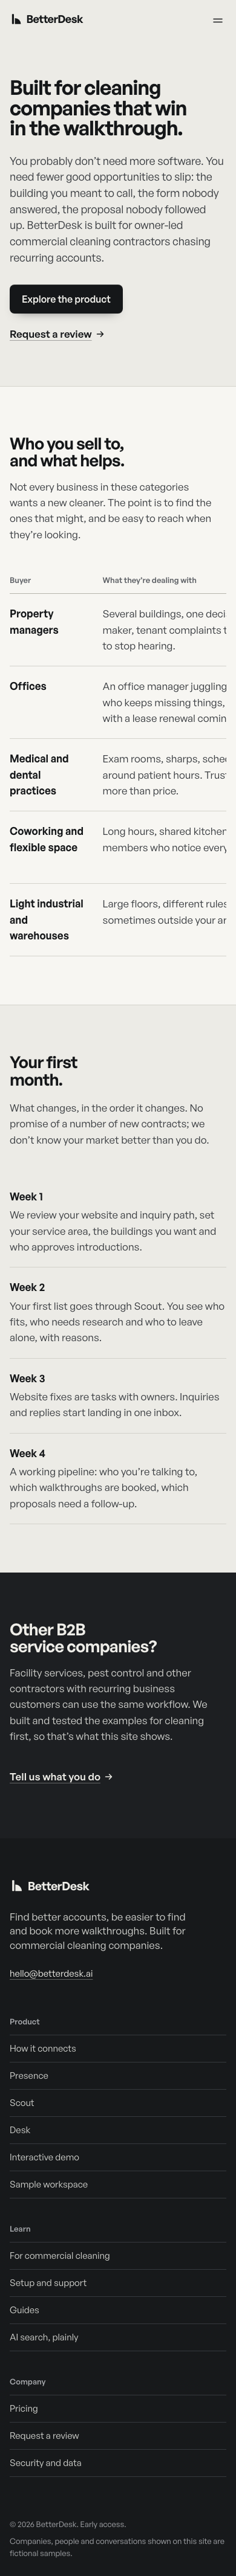 BetterDesk
Built for cleaning
companies that win
in the walkthrough.
You probably don’t need more software. You
need fewer good opportunities to slip: the
building you meant to call, the form nobody
answered, the proposal nobody followed
up. BetterDesk is built for owner-led
commercial cleaning contractors chasing
recurring accounts.
Explore the product
Request a review →
Who you sell to,
and what helps.
Not every business in these categories
wants a new cleaner. The point is to find the
ones that might, and be easy to reach when
they’re looking.
Buyer
What they’re dealing with
Property
managers
Several buildings, one deci
maker, tenant complaints t
to stop hearing.
Offices
An office manager juggling
who keeps missing things,
with a lease renewal comin
Medical and
dental
practices
Exam rooms, sharps, sched
around patient hours. Trus
more than price.
Coworking and
flexible space
Long hours, shared kitchen
members who notice every
Light industrial
and
warehouses
Large floors, different rules
sometimes outside your ar
Your first
month.
What changes, in the order it changes. No
promise of a number of new contracts; we
don’t know your market better than you do.
Week 1
We review your website and inquiry path, set
your service area, the buildings you want and
who approves introductions.
Week 2
Your first list goes through Scout. You see who
fits, who needs research and who to leave
alone, with reasons.
Week 3
Website fixes are tasks with owners. Inquiries
and replies start landing in one inbox.
Week 4
A working pipeline: who you’re talking to,
which walkthroughs are booked, which
proposals need a follow-up.
Other B2B
service companies?
Facility services, pest control and other
contractors with recurring business
customers can use the same workflow. We
built and tested the examples for cleaning
first, so that’s what this site shows.
Tell us what you do →
BetterDesk
Find better accounts, be easier to find
and book more walkthroughs. Built for
commercial cleaning companies.
hello@betterdesk.ai
Product
How it connects
Presence
Scout
Desk
Interactive demo
Sample workspace
Learn
For commercial cleaning
Setup and support
Guides
AI search, plainly
Company
Pricing
Request a review
Security and data
© 2026 BetterDesk. Early access.
Companies, people and conversations shown on this site are
fictional samples.